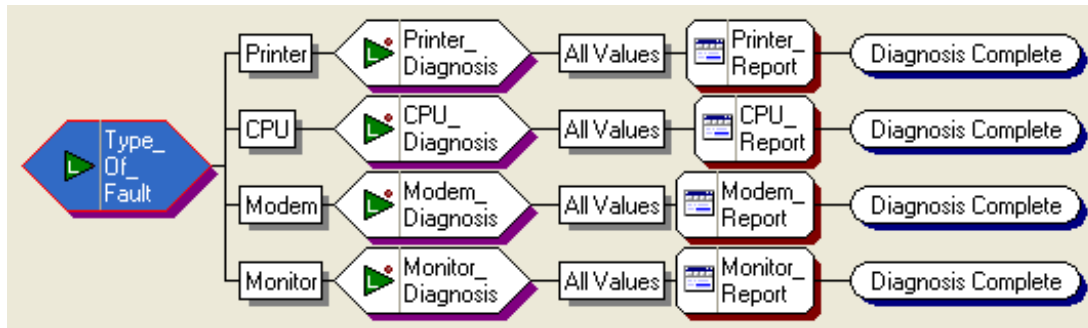 Type_
Of_
Fault
Printer
Printer_
Diagnosis
All Values
Printer_
Report
Diagnosis Complete
CPU
CPU_
Diagnosis
All Values
CPU_
Report
Diagnosis Complete
Modem
Modem_
Diagnosis
All Values
Modem_
Report
Diagnosis Complete
Monitor
Monitor_
Diagnosis
All Values
Monitor_
Report
Diagnosis Complete